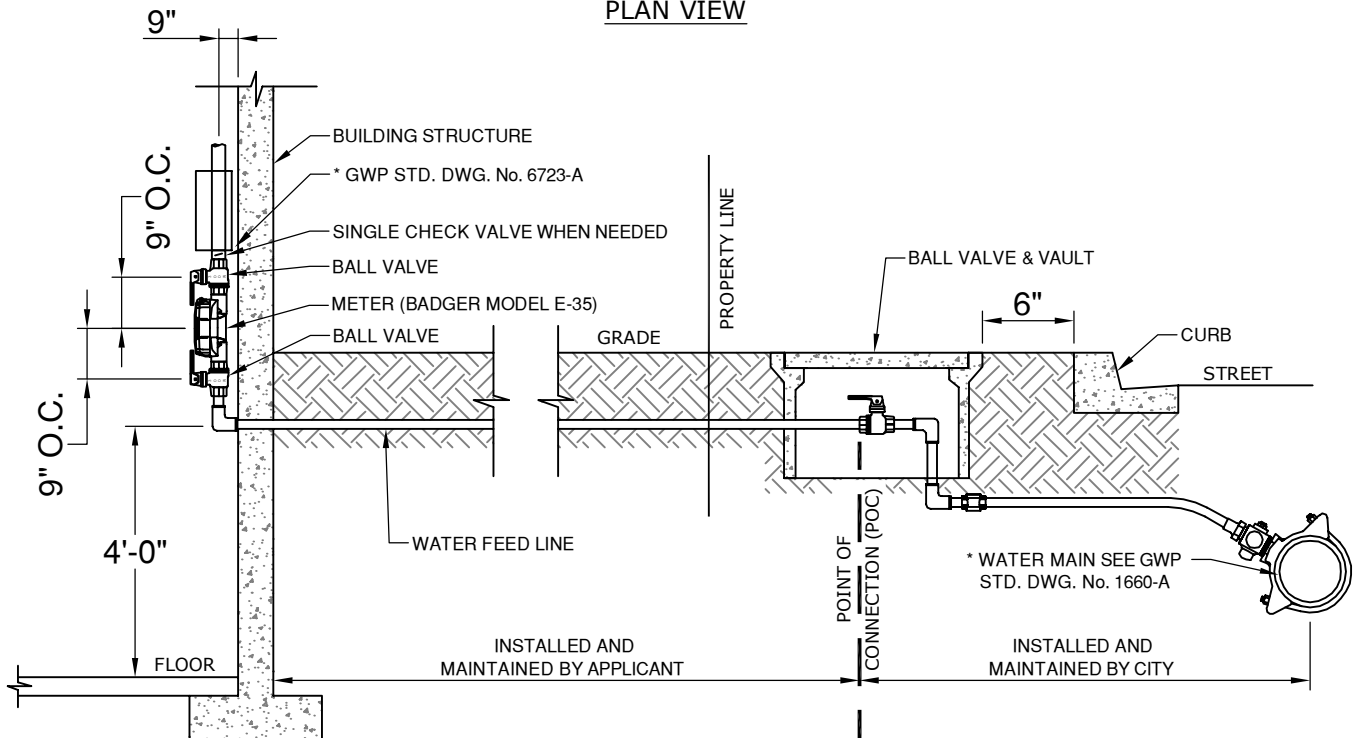 PLAN VIEW
9"
BUILDING STRUCTURE
* GWP STD. DWG. No. 6723-A
9" O.C.
SINGLE CHECK VALVE WHEN NEEDED
BALL VALVE
METER (BADGER MODEL E-35)
BALL VALVE
9" O.C.
4'-0"
GRADE
PROPERTY LINE
BALL VALVE & VAULT
6"
CURB
STREET
WATER FEED LINE
POINT OF
CONNECTION (POC)
* WATER MAIN SEE GWP
STD. DWG. No. 1660-A
FLOOR
INSTALLED AND
MAINTAINED BY APPLICANT
INSTALLED AND
MAINTAINED BY CITY